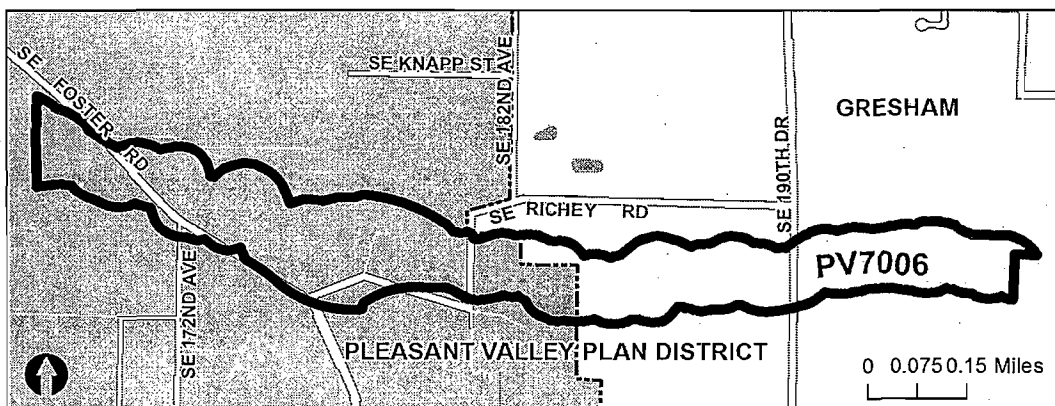 SE KNAPP ST
SE FOSTER RD
SE 182ND AVE
GRESHAM
SE 190TH DR
SE RICHEY RD
PV7006
SE 172ND AVE
PLEASANT VALLEY PLAN DISTRICT
0 0.075 0.15 Miles